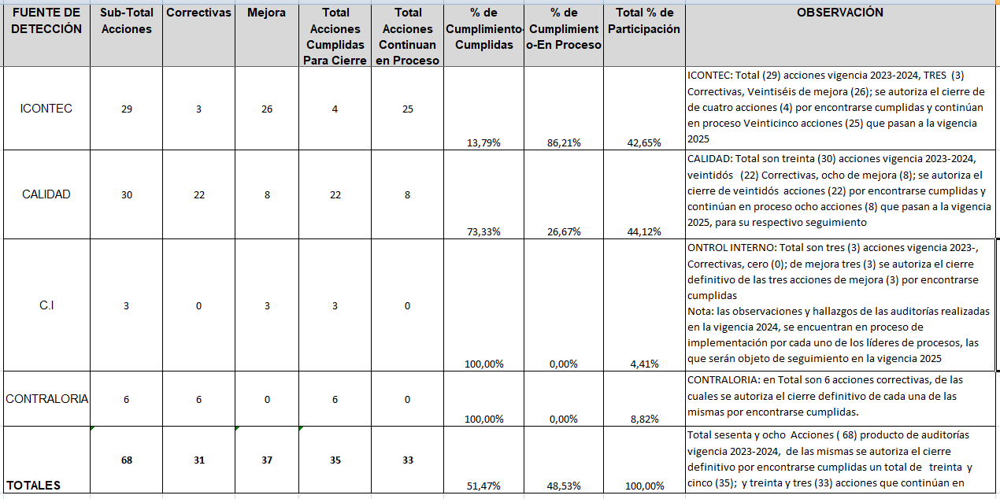 FUENTE DE DETECCIÓN Sub-Total Acciones Correctivas Mejora Total Acciones Cumplidas Para Cierre Total Acciones Continuan en Proceso % de Cumplimiento- Cumplidas % de Cumplimient o-En Proceso Total % de Participación OBSERVACIÓN
ICONTEC 29 3 26 4 25 13,79% 86,21% 42,65%
ICONTEC: Total (29) acciones vigencia 2023-2024, TRES (3)
Correctivas, Veintiséis de mejora (26); se autoriza el cierre de
de cuatro acciones (4) por encontrarse cumplidas y continúan
en proceso Veinticinco acciones (25) que pasan a la vigencia
2025
CALIDAD 30 22 8 22 8 73,33% 26,67% 44,12%
CALIDAD: Total son treinta (30) acciones vigencia 2023-2024,
veintidós (22) Correctivas, ocho de mejora (8); se autoriza el
cierre de veintidós acciones (22) por encontrarse cumplidas y
continúan en proceso ocho acciones (8) que pasan a la vigencia
2025, para su respectivo seguimiento
C.I 3 0 3 3 0 100,00% 0,00% 4,41%
ONTROL INTERNO: Total son tres (3) acciones vigencia 2023-,
Correctivas, cero (0); de mejora tres (3) se autoriza el cierre
definitivo de las tres acciones de mejora (3) por encontrarse
cumplidas
Nota: las observaciones y hallazgos de las auditorías realizadas
en la vigencia 2024, se encuentran en proceso de
implementación por cada uno de los líderes de procesos, las
que serán objeto de seguimiento en la vigencia 2025
CONTRALORIA 6 6 0 6 0 100,00% 0,00% 8,82%
CONTRALORIA: en Total son 6 acciones correctivas, de las
cuales se autoriza el cierre definitivo de cada una de las
mismas por encontrarse cumplidas.
TOTALES 68 31 37 35 33 51,47% 48,53% 100,00%
Total sesenta y ocho Acciones ( 68) producto de auditorías
vigencia 2023-2024, de las mismas se autoriza el cierre
definitivo por encontrarse cumplidas un total de treinta y
cinco (35); y treinta y tres (33) acciones que continúan en